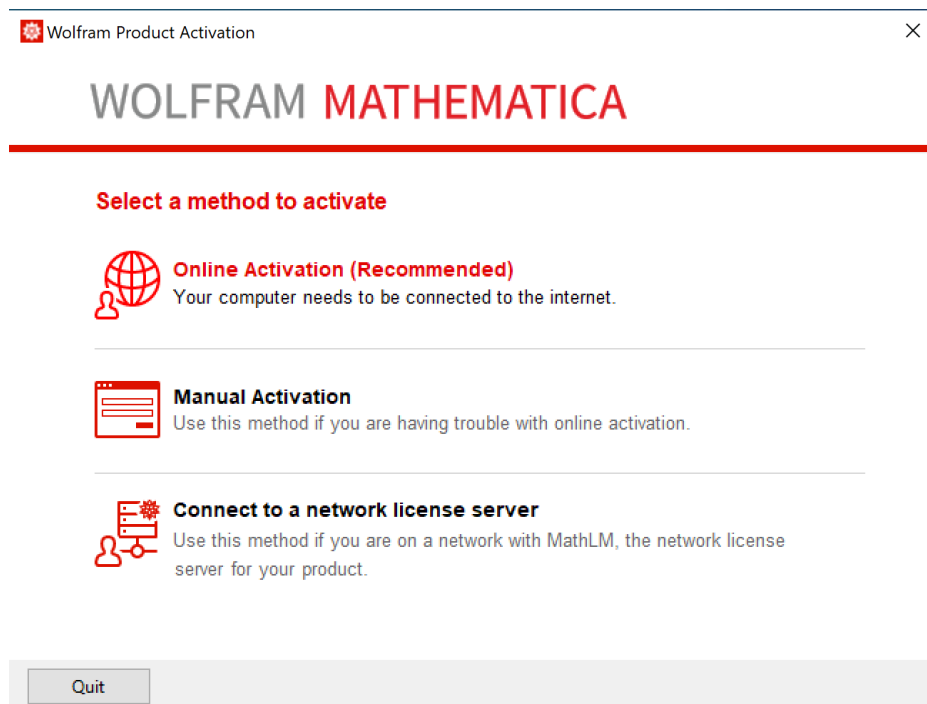 Wolfram Product Activation
WOLFRAM MATHEMATICA
Select a method to activate
Online Activation (Recommended)
Your computer needs to be connected to the internet.
Manual Activation
Use this method if you are having trouble with online activation.
Connect to a network license server
Use this method if you are on a network with MathLM, the network license
server for your product.
Quit